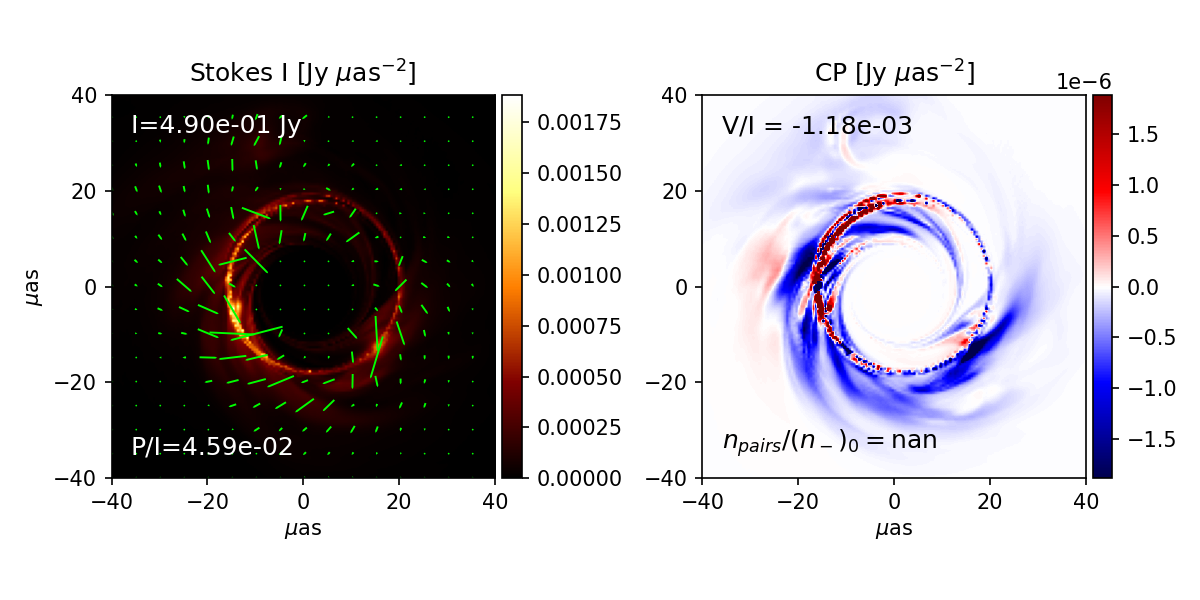 Stokes I [Jy μas⁻²]
I=4.90e-01 Jy
P/I=4.59e-02
40
20
0
−20
−40
μas
−40 −20 0 20 40
μas
0.00175
0.00150
0.00125
0.00100
0.00075
0.00050
0.00025
0.00000
CP [Jy μas⁻²]
1e−6
V/I = -1.18e-03
n_pairs/(n_−)_0 = nan
40
20
0
−20
−40
−40 −20 0 20 40
μas
1.5
1.0
0.5
0.0
−0.5
−1.0
−1.5